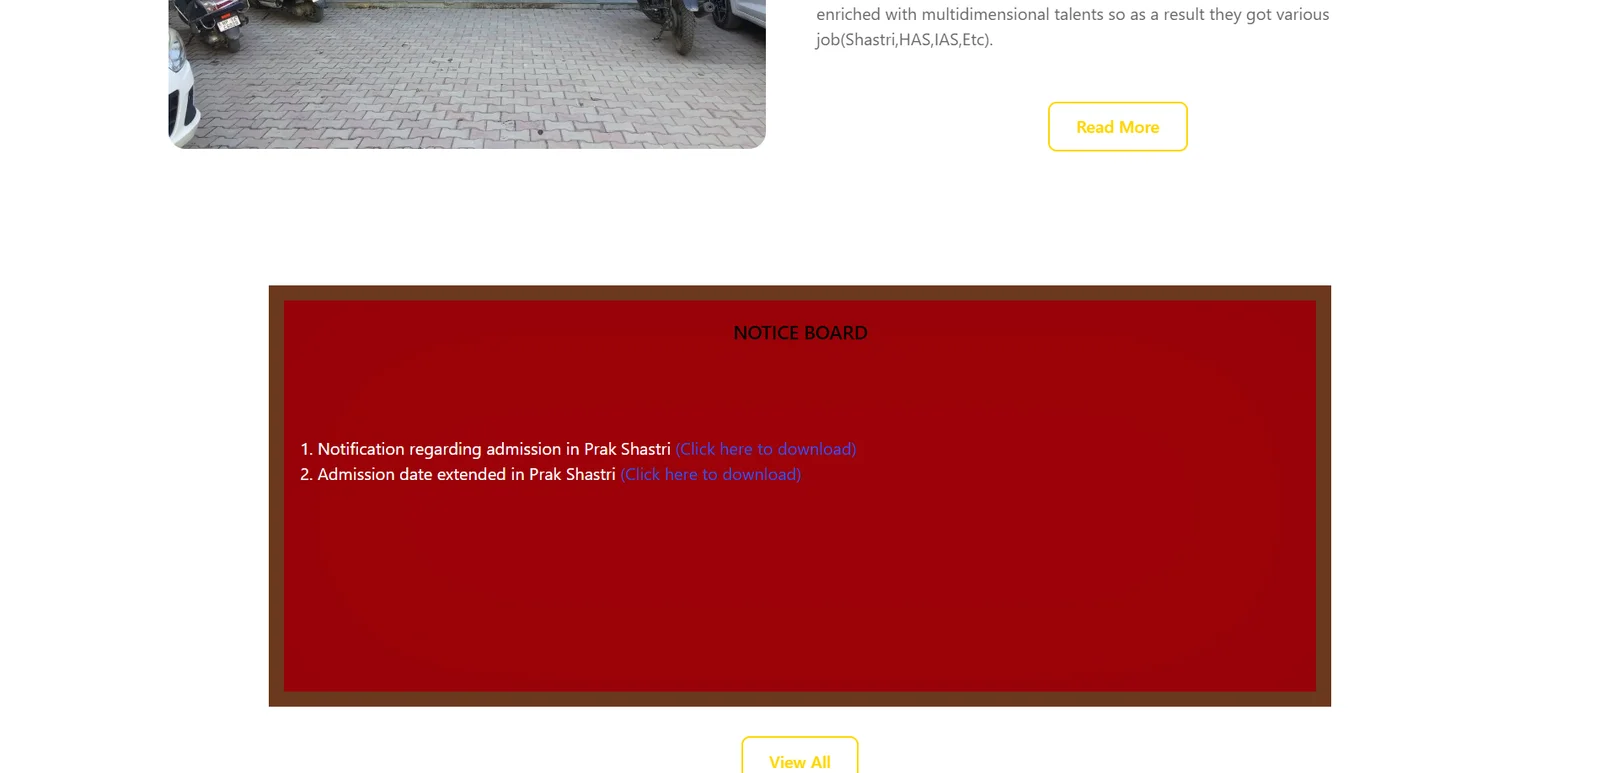 enriched with multidimensional talents so as a result they got various
job(Shastri,HAS,IAS,Etc).
Read More
NOTICE BOARD
1. Notification regarding admission in Prak Shastri (Click here to download)
2. Admission date extended in Prak Shastri (Click here to download)
View All